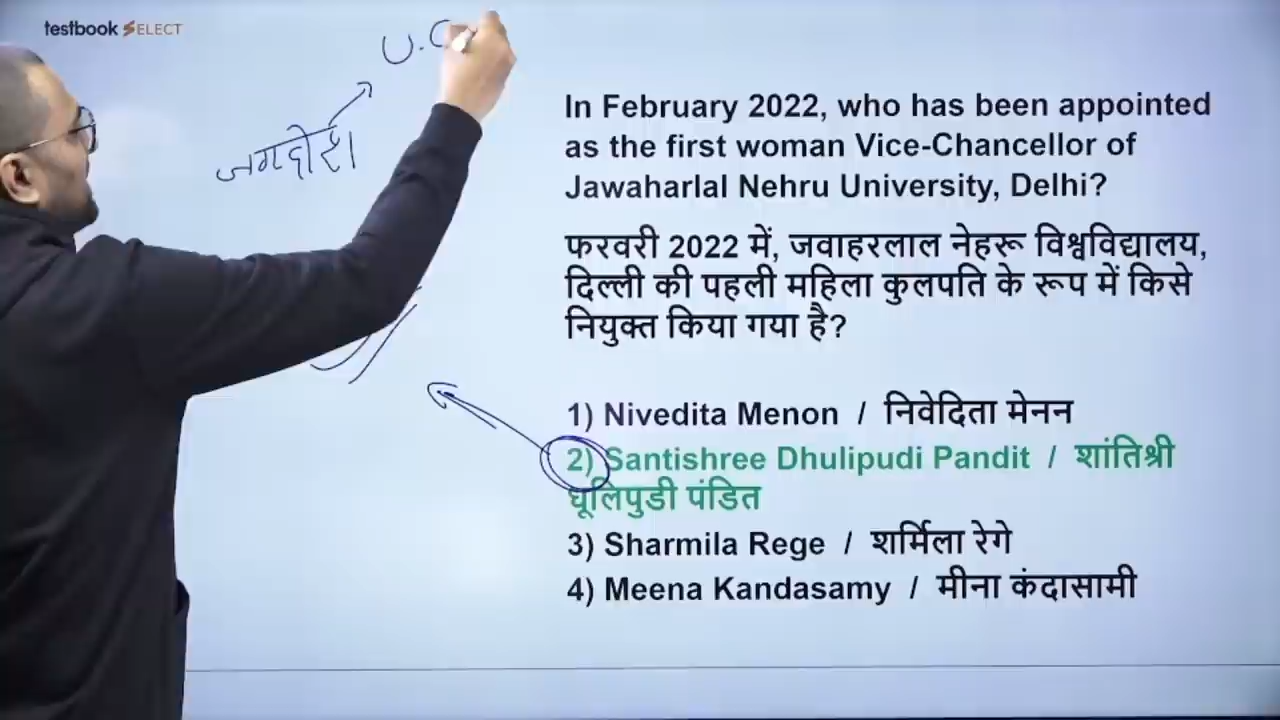 testbook SELECT
U.G
जगदीश
In February 2022, who has been appointed
as the first woman Vice-Chancellor of
Jawaharlal Nehru University, Delhi?
फरवरी 2022 में, जवाहरलाल नेहरू विश्वविद्यालय,
दिल्ली की पहली महिला कुलपति के रूप में किसे
नियुक्त किया गया है?
1) Nivedita Menon / निवेदिता मेनन
2) Santishree Dhulipudi Pandit / शांतिश्री
धूलिपुडी पंडित
3) Sharmila Rege / शर्मिला रेगे
4) Meena Kandasamy / मीना कंदासामी